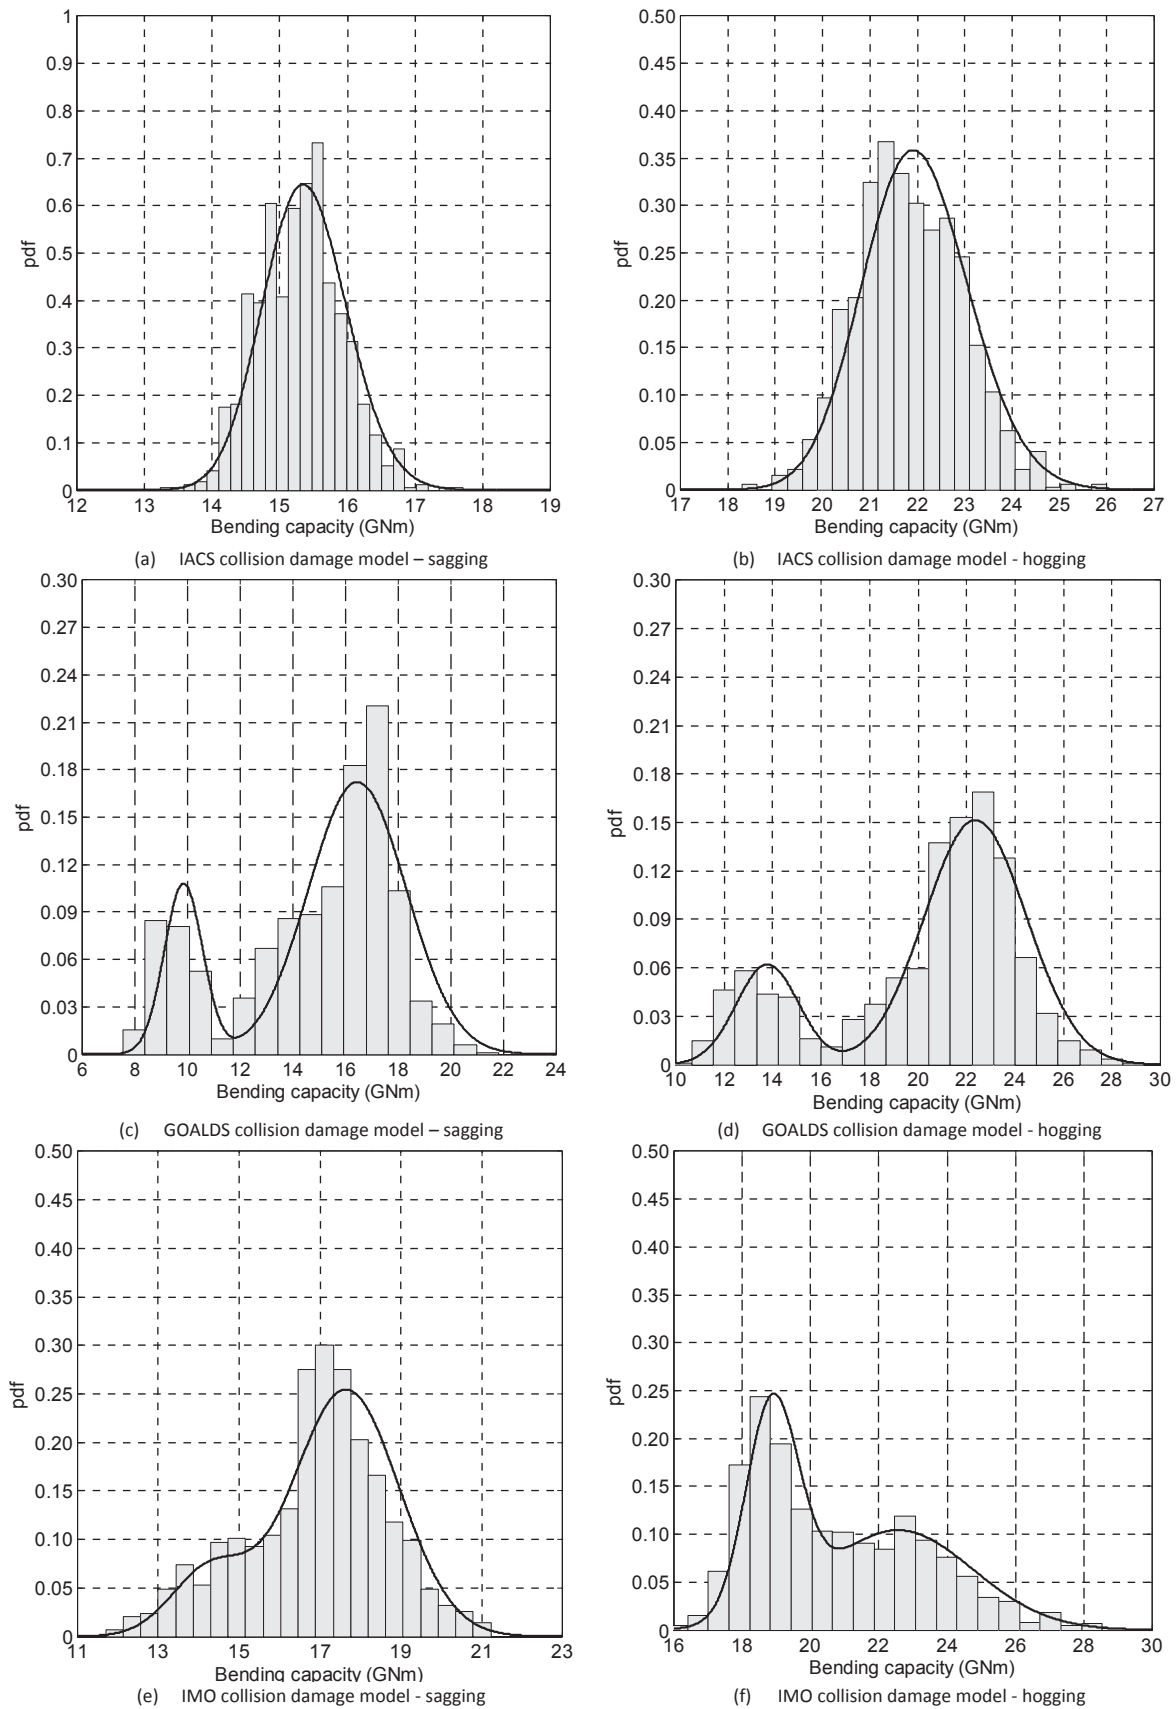 1
0.9
0.8
0.7
0.6
0.5
0.4
0.3
0.2
0.1
0
pdf
12 13 14 15 16 17 18 19
Bending capacity (GNm)
(a) IACS collision damage model – sagging
0.50
0.45
0.40
0.35
0.30
0.25
0.20
0.15
0.10
0.05
0
pdf
17 18 19 20 21 22 23 24 25 26 27
Bending capacity (GNm)
(b) IACS collision damage model - hogging
0.30
0.27
0.24
0.21
0.18
0.15
0.12
0.09
0.06
0.03
0
pdf
6 8 10 12 14 16 18 20 22 24
Bending capacity (GNm)
(c) GOALDS collision damage model – sagging
0.30
0.27
0.24
0.21
0.18
0.15
0.12
0.09
0.06
0.03
0
pdf
10 12 14 16 18 20 22 24 26 28 30
Bending capacity (GNm)
(d) GOALDS collision damage model - hogging
0.50
0.45
0.40
0.35
0.30
0.25
0.20
0.15
0.10
0.05
0
pdf
11 13 15 17 19 21 23
Bending capacity (GNm)
(e) IMO collision damage model - sagging
0.50
0.45
0.40
0.35
0.30
0.25
0.20
0.15
0.10
0.05
0
pdf
16 18 20 22 24 26 28 30
Bending capacity (GNm)
(f) IMO collision damage model - hogging